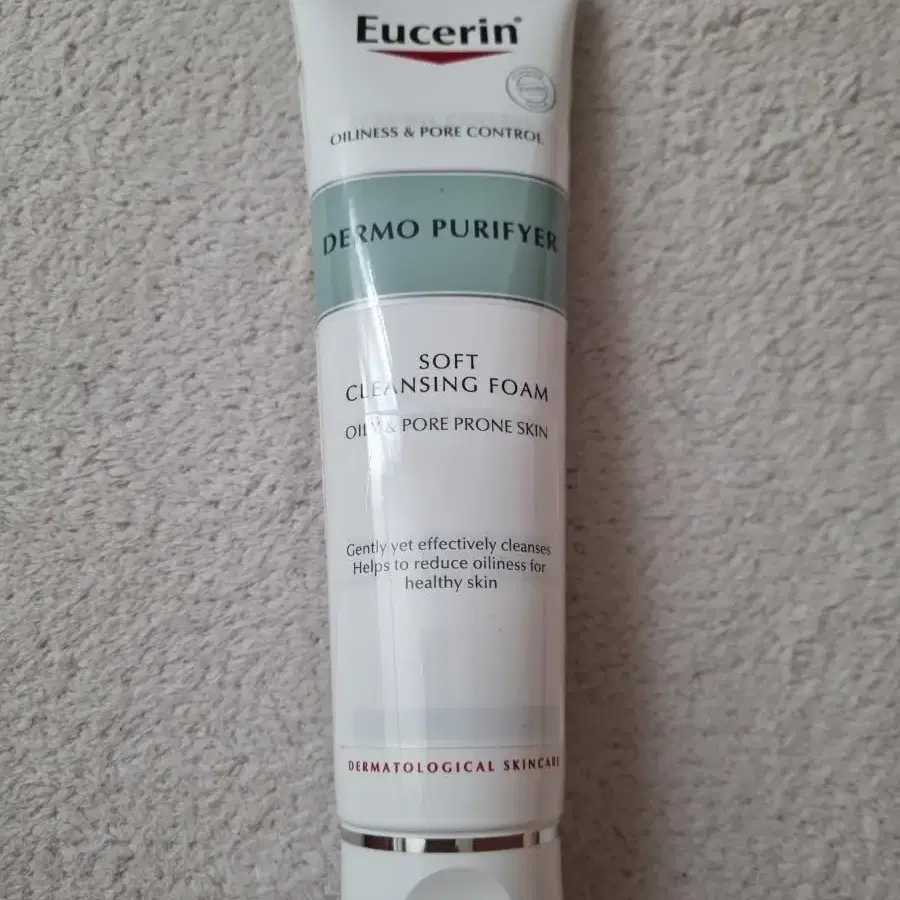 Eucerin®
OILINESS & PORE CONTROL
DERMO PURIFYER
SOFT
CLEANSING FOAM
OILY & PORE PRONE SKIN
Gently yet effectively cleanses
Helps to reduce oiliness for
healthy skin
DERMATOLOGICAL SKINCARE